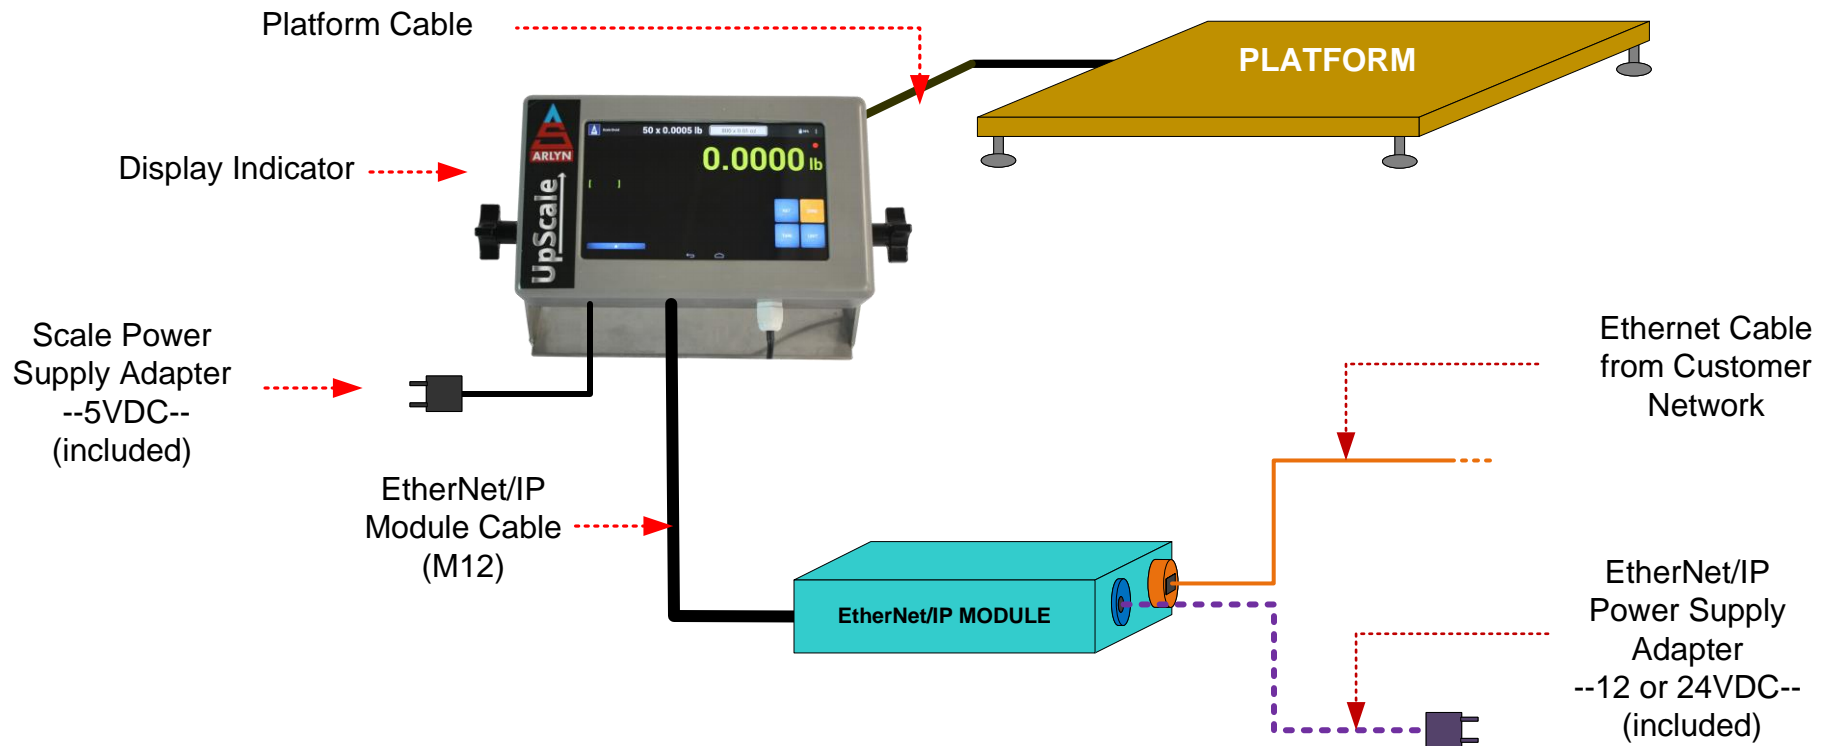 Platform Cable
PLATFORM
ARLYN
UpScale
50 x 0.0005 lb
0.0000 lb
[ ]
Display Indicator
Scale Power
Supply Adapter
--5VDC--
(included)
Ethernet Cable
from Customer
Network
EtherNet/IP
Module Cable
(M12)
EtherNet/IP MODULE
EtherNet/IP
Power Supply
Adapter
--12 or 24VDC--
(included)